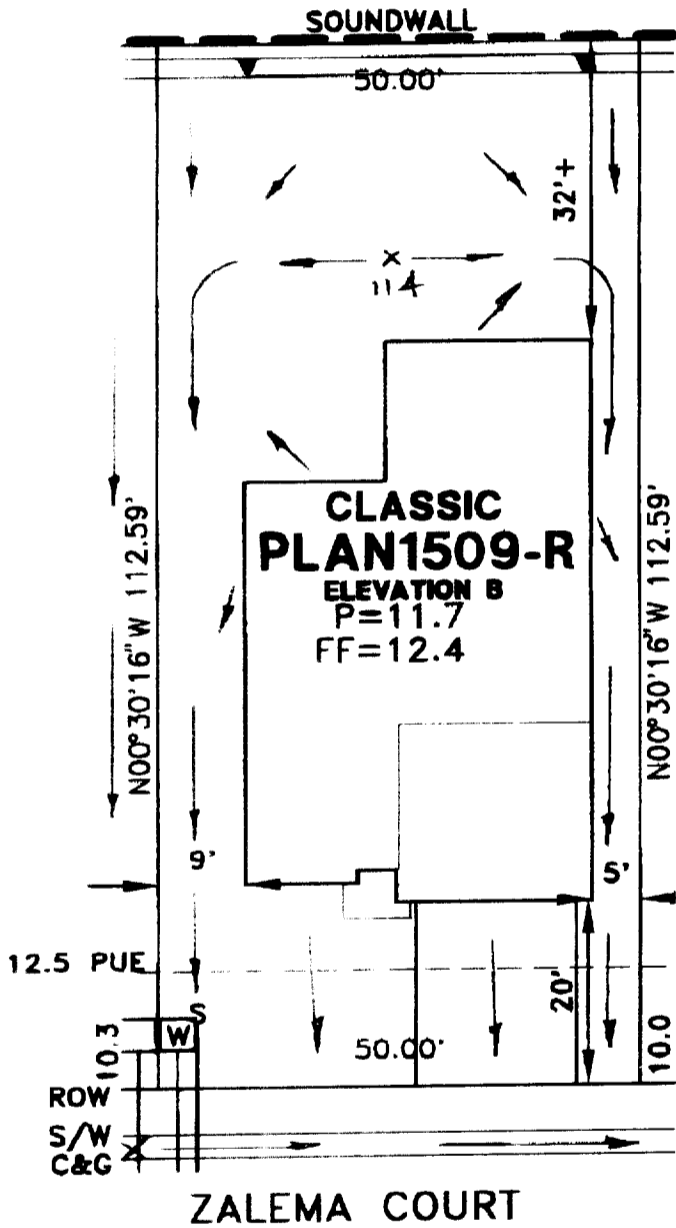 SOUNDWALL
50.00'
32'+
X
114
N00°30'16"W 112.59'
CLASSIC
PLAN1509-R
ELEVATION B
P=11.7
FF=12.4
N00°30'16"W 112.59'
9'
5'
12.5 PUE
20'
S
W
10.3
50.00'
10.0
ROW
S/W
C&G
ZALEMA COURT